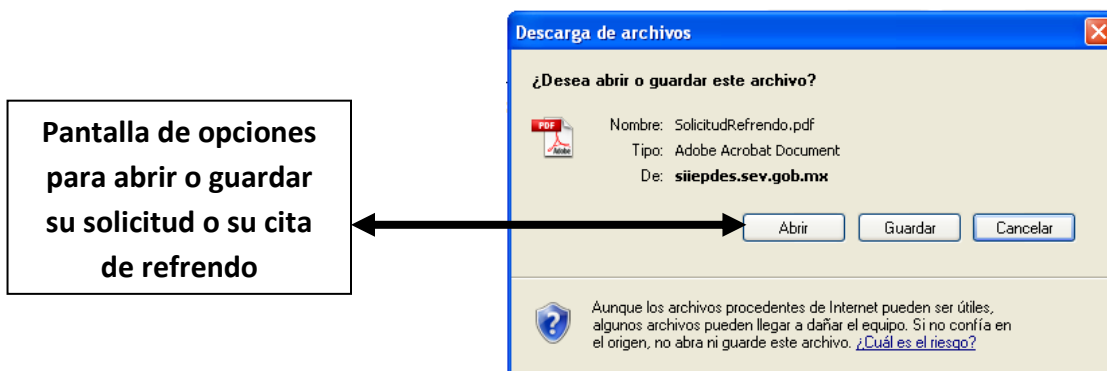 Descarga de archivos
¿Desea abrir o guardar este archivo?
Pantalla de opciones
para abrir o guardar
su solicitud o su cita
de refrendo
PDF
Adobe
Nombre: SolicitudRefrendo.pdf
Tipo: Adobe Acrobat Document
De: siiepdes.sev.gob.mx
Abrir Guardar Cancelar
Aunque los archivos procedentes de Internet pueden ser útiles,
algunos archivos pueden llegar a dañar el equipo. Si no confía en
el origen, no abra ni guarde este archivo. ¿Cuál es el riesgo?